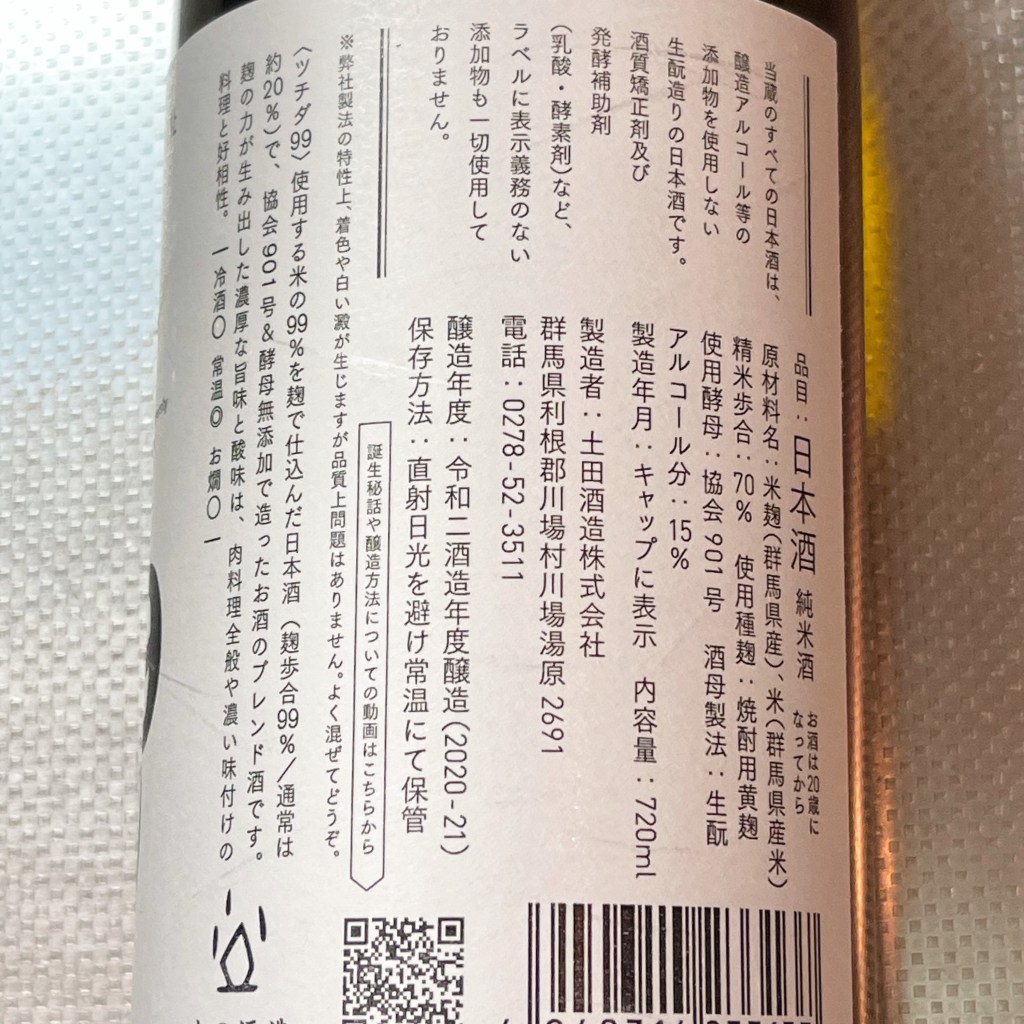 当蔵のすべての日本酒は、
醸造アルコール等の
添加物を使用しない
生酛造りの日本酒です。
酒質矯正剤及び
発酵補助剤
（乳酸・酵素剤）など、
ラベルに表示義務のない
添加物も一切使用して
おりません。
品目：日本酒 純米酒
お酒は20歳に
なってから
原材料名：米麹（群馬県産）、米（群馬県産米）
精米歩合：70％ 使用種麹：焼酎用黄麹
使用酵母：協会901号 酒母製法：生酛
アルコール分：15％
製造年月：キャップに表示 内容量：720ml
製造者：土田酒造株式会社
群馬県利根郡川場村川場湯原2691
電話：0278-52-3511
醸造年度：令和二酒造年度醸造（2020-21）
保存方法：直射日光を避け常温にて保管
誕生秘話や醸造方法についての動画はこちらから
※弊社製法の特性上、着色や白い澱が生じますが品質上問題はありません。よく混ぜてどうぞ。
〈ツチダ99〉使用する米の99％を麹で仕込んだ日本酒（麹歩合99％／通常は
約20％）で、協会901号＆酵母無添加で造ったお酒のブレンド酒です。
麹の力が生み出した濃厚な旨味と酸味は、肉料理全般や濃い味付けの
料理と好相性。 ー冷酒〇 常温◎ お燗〇ー